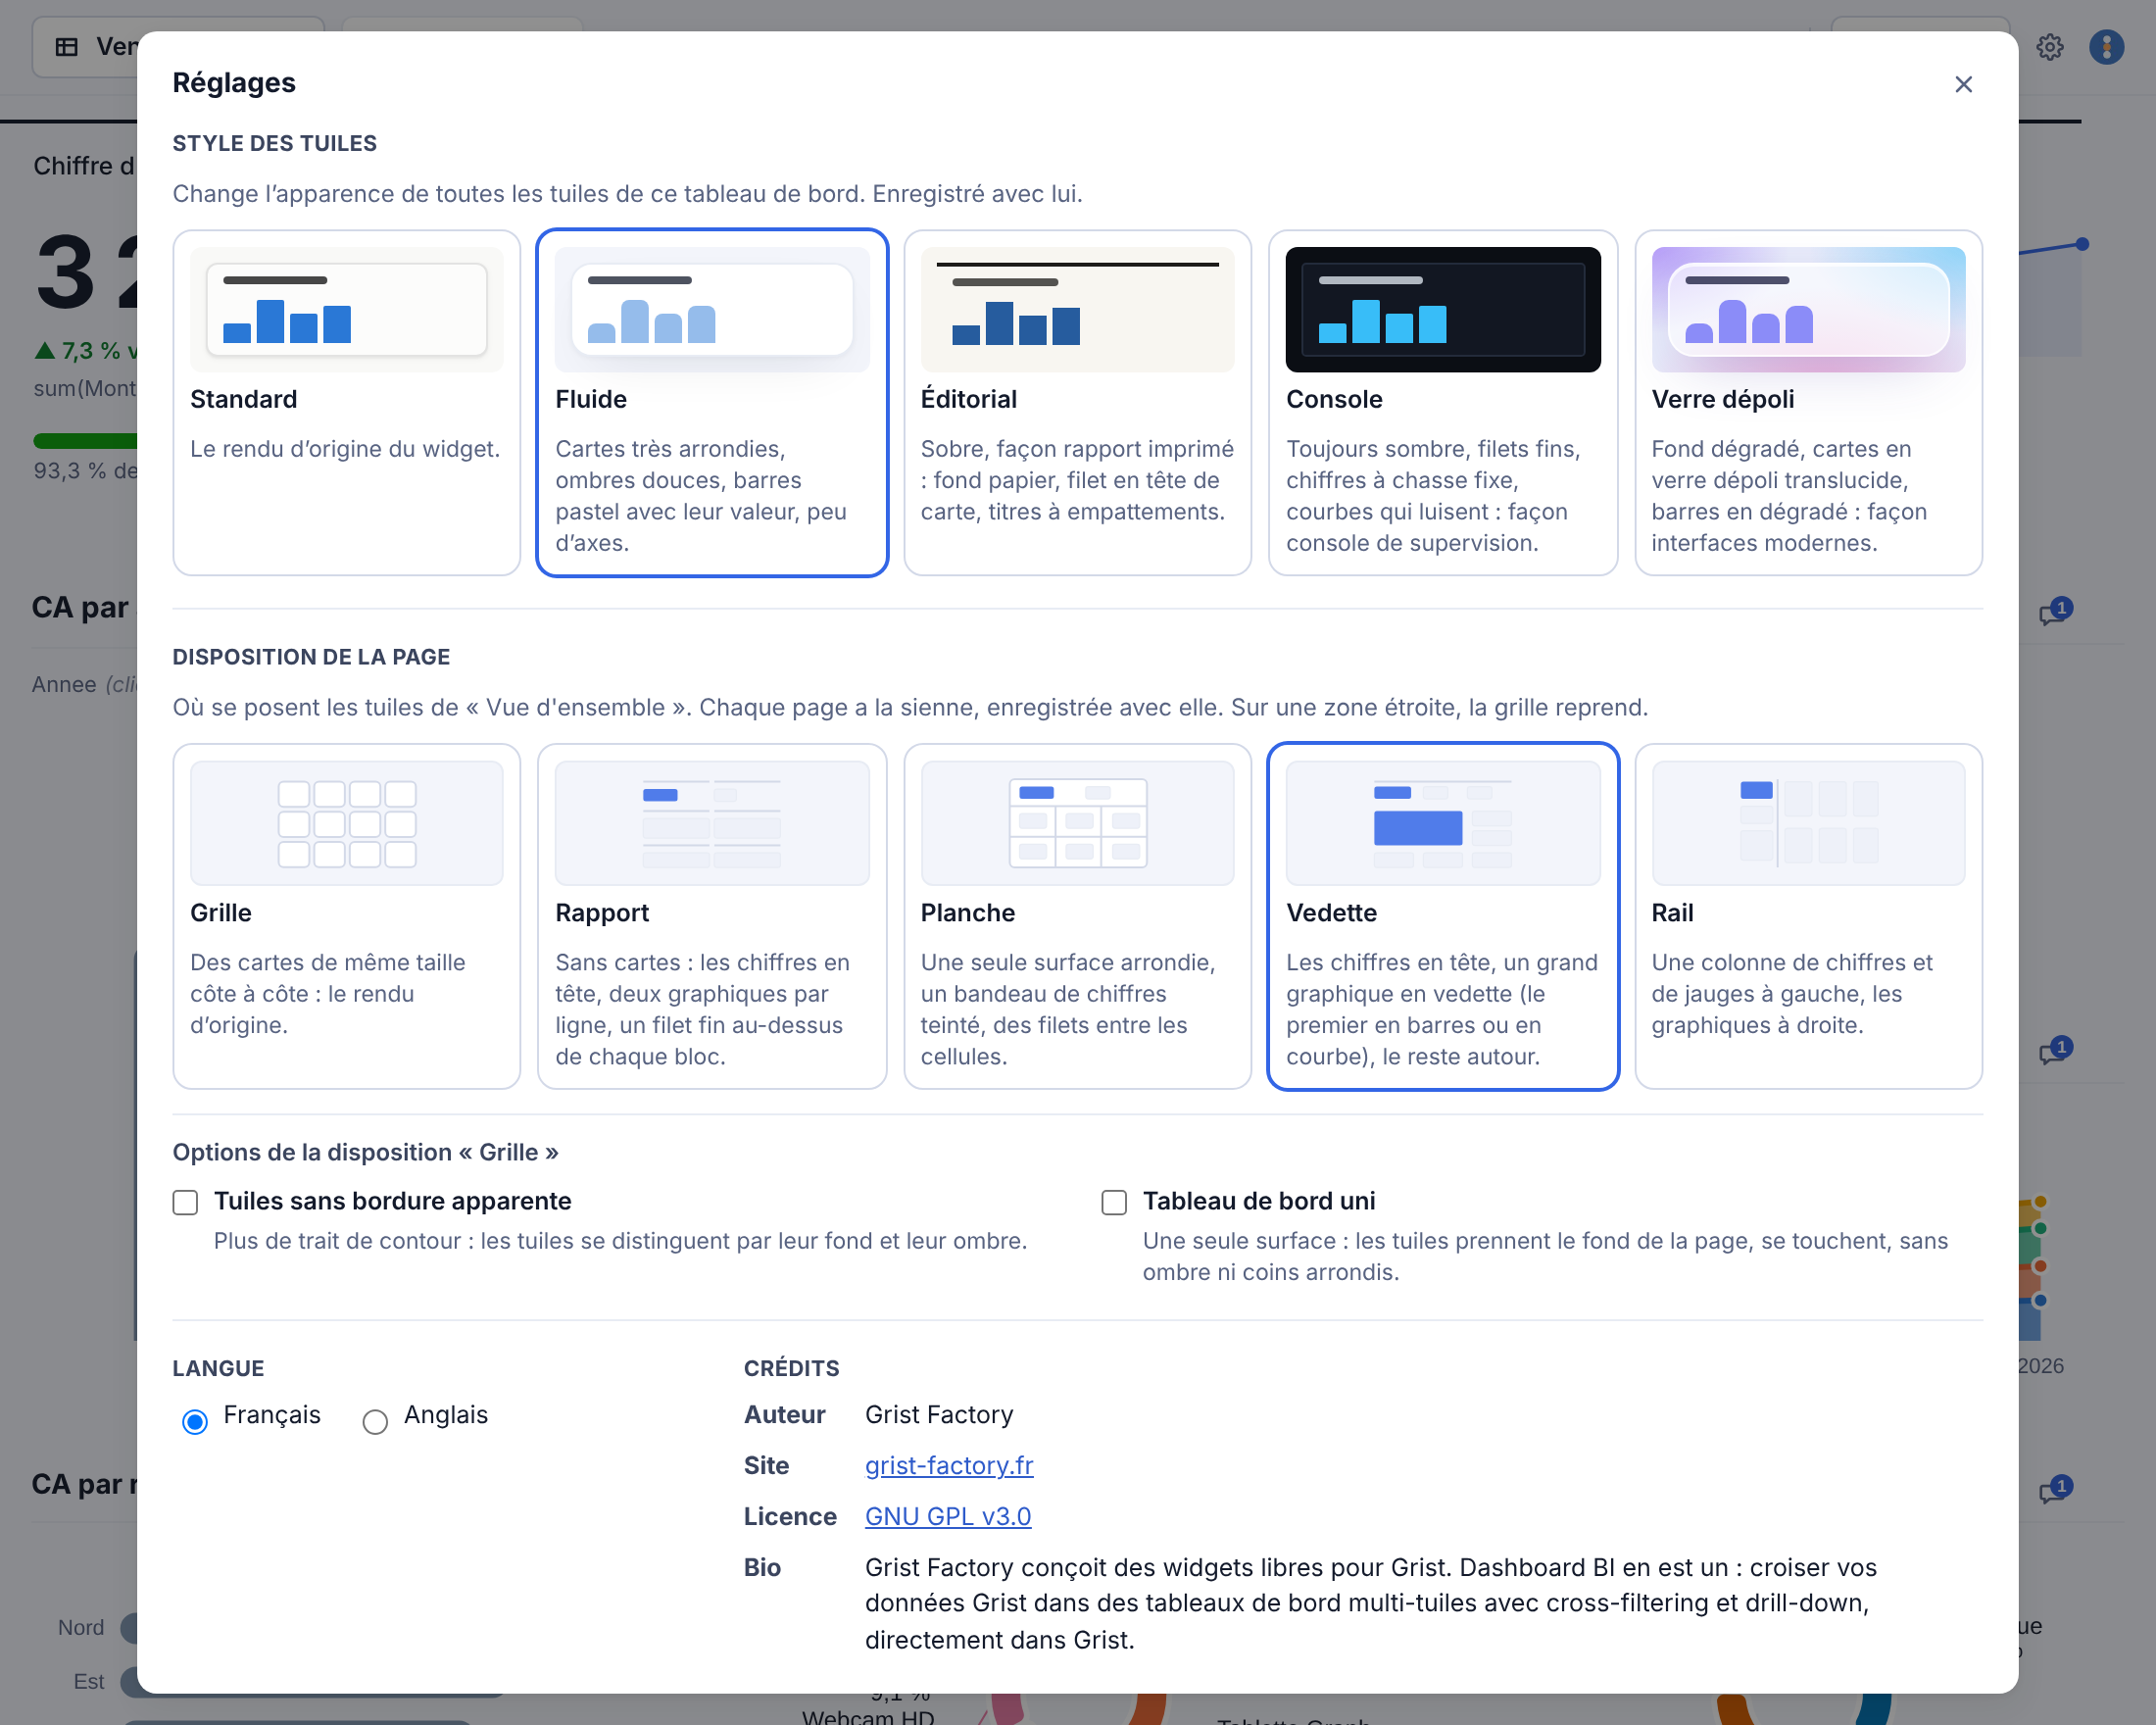 Ven
Réglages
STYLE DES TUILES
Change l’apparence de toutes les tuiles de ce tableau de bord. Enregistré avec lui.
Standard
Le rendu d’origine du widget.
Fluide
Cartes très arrondies,
ombres douces, barres
pastel avec leur valeur, peu
d’axes.
Éditorial
Sobre, façon rapport imprimé
: fond papier, filet en tête de
carte, titres à empattements.
Console
Toujours sombre, filets fins,
chiffres à chasse fixe,
courbes qui luisent : façon
console de supervision.
Verre dépoli
Fond dégradé, cartes en
verre dépoli translucide,
barres en dégradé : façon
interfaces modernes.
DISPOSITION DE LA PAGE
Où se posent les tuiles de « Vue d'ensemble ». Chaque page a la sienne, enregistrée avec elle. Sur une zone étroite, la grille reprend.
Grille
Des cartes de même taille
côte à côte : le rendu
d’origine.
Rapport
Sans cartes : les chiffres en
tête, deux graphiques par
ligne, un filet fin au-dessus
de chaque bloc.
Planche
Une seule surface arrondie,
un bandeau de chiffres
teinté, des filets entre les
cellules.
Vedette
Les chiffres en tête, un grand
graphique en vedette (le
premier en barres ou en
courbe), le reste autour.
Rail
Une colonne de chiffres et
de jauges à gauche, les
graphiques à droite.
Options de la disposition « Grille »
Tuiles sans bordure apparente
Plus de trait de contour : les tuiles se distinguent par leur fond et leur ombre.
Tableau de bord uni
Une seule surface : les tuiles prennent le fond de la page, se touchent, sans
ombre ni coins arrondis.
LANGUE
Français
Anglais
CRÉDITS
Auteur Grist Factory
Site grist-factory.fr
Licence GNU GPL v3.0
Bio Grist Factory conçoit des widgets libres pour Grist. Dashboard BI en est un : croiser vos
données Grist dans des tableaux de bord multi-tuiles avec cross-filtering et drill-down,
directement dans Grist.
Chiffre d
3 2
▲ 7,3 % v
sum(Mont
93,3 % de
CA par
1
Annee (cli
1
2026
CA par r
1
Nord
Est
9,1 %
Webcam HD
ue